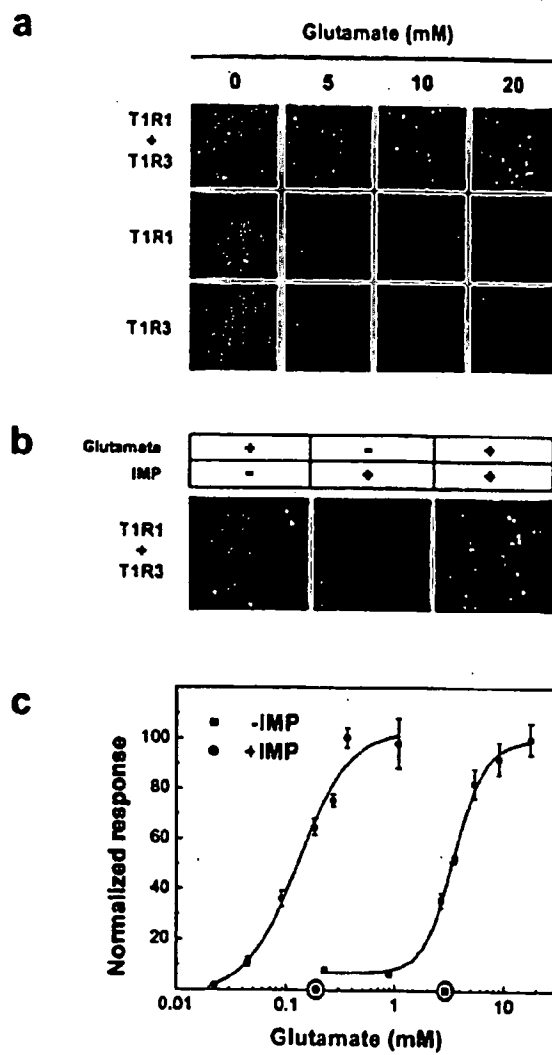 a
Glutamate (mM)
0 5 10 20
T1R1
+
T1R3
T1R1
T1R3
b
Glutamate + - +
IMP - + +
T1R1
+
T1R3
c
-IMP
+IMP
Normalized response
100
80
60
40
20
0.01 0.1 1 10
Glutamate (mM)